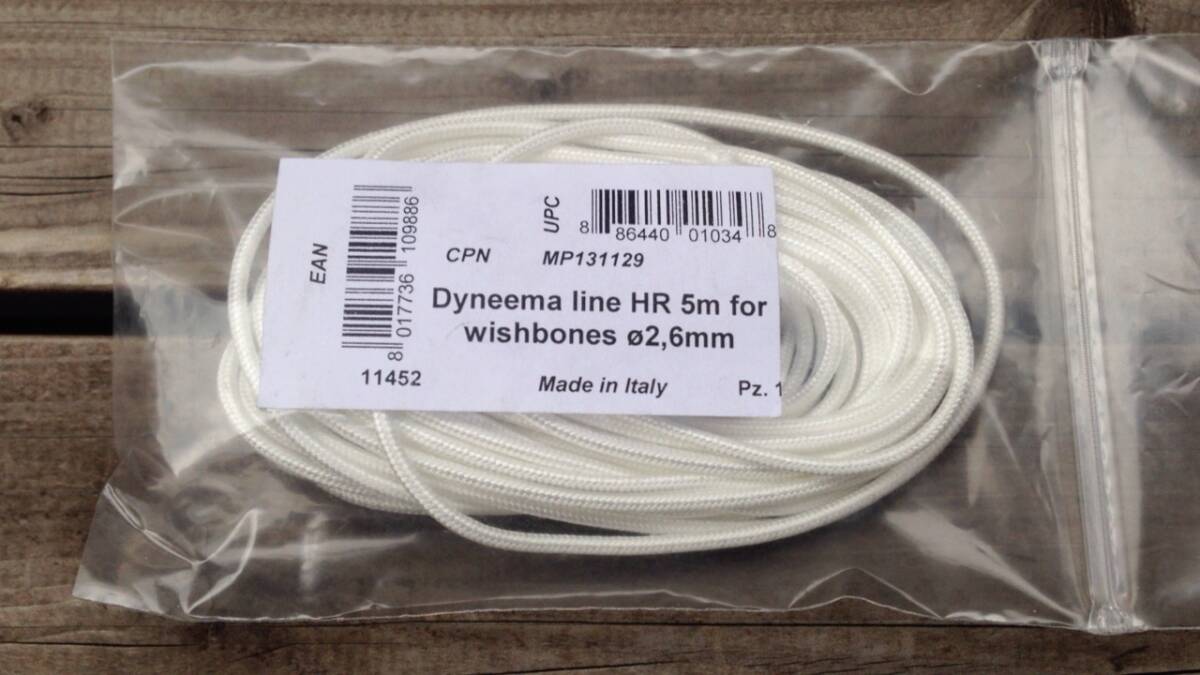 EAN
8 017736 109886
11452
UPC
8 86440 01034 8
CPN MP131129
Dyneema line HR 5m for
wishbones ø2,6mm
Made in Italy
Pz. 1